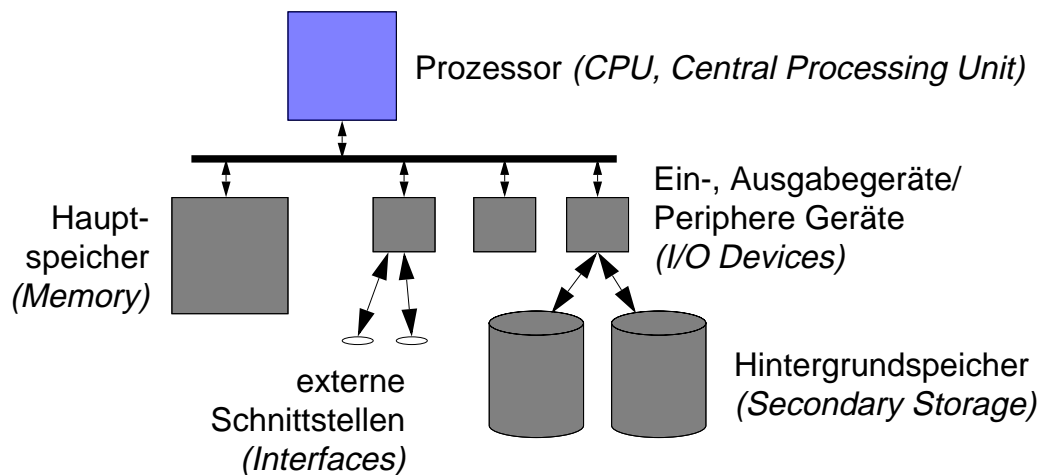 Prozessor (CPU, Central Processing Unit)
Haupt-
speicher
(Memory)
Ein-, Ausgabegeräte/
Periphere Geräte
(I/O Devices)
externe
Schnittstellen
(Interfaces)
Hintergrundspeicher
(Secondary Storage)